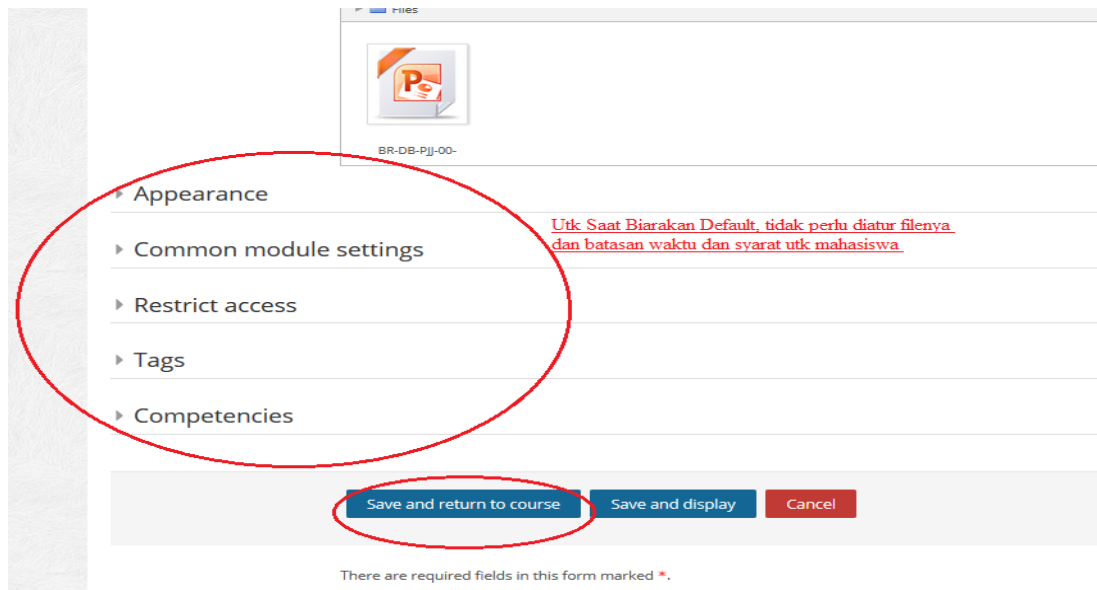 Files
BR-DB-PJJ-00-
Appearance
Utk Saat Biarakan Default, tidak perlu diatur filenya
dan batasan waktu dan syarat utk mahasiswa
Common module settings
Restrict access
Tags
Competencies
Save and return to course Save and display Cancel
There are required fields in this form marked *.